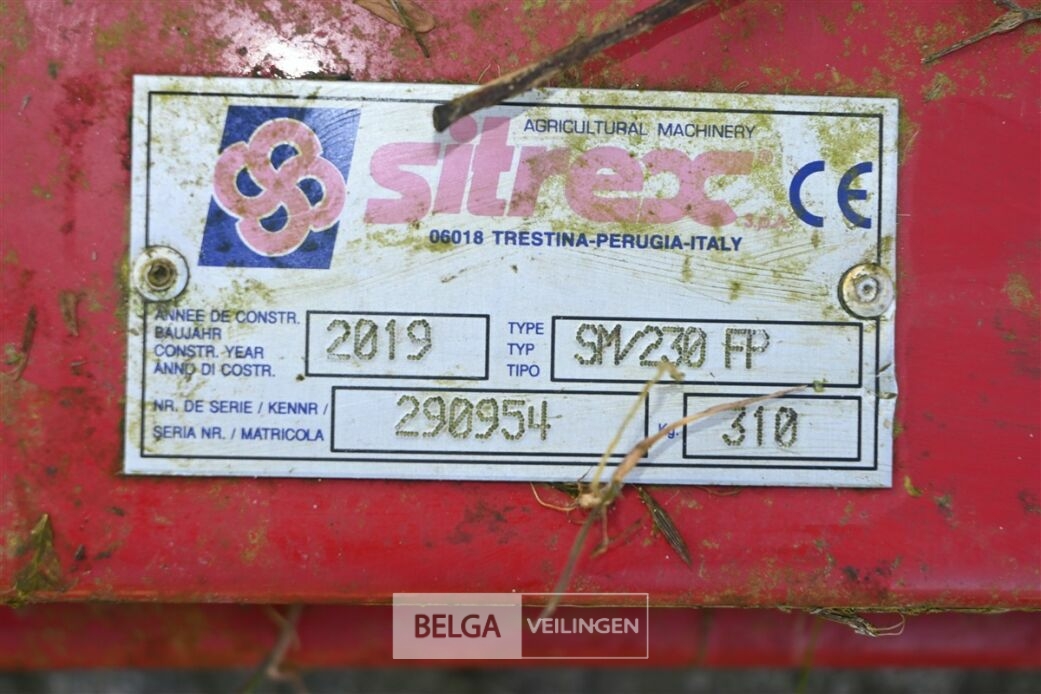 AGRICULTURAL MACHINERY
sitrex
s.p.a.
CE
06018 TRESTINA-PERUGIA-ITALY
ANNEE DE CONSTR.
BAUJAHR
CONSTR. YEAR
ANNO DI COSTR.
2019
TYPE
TYP
TIPO
SM/230 FP
NR. DE SERIE / KENNR /
SERIA NR. / MATRICOLA
290954
Kg.
310
BELGA VEILINGEN